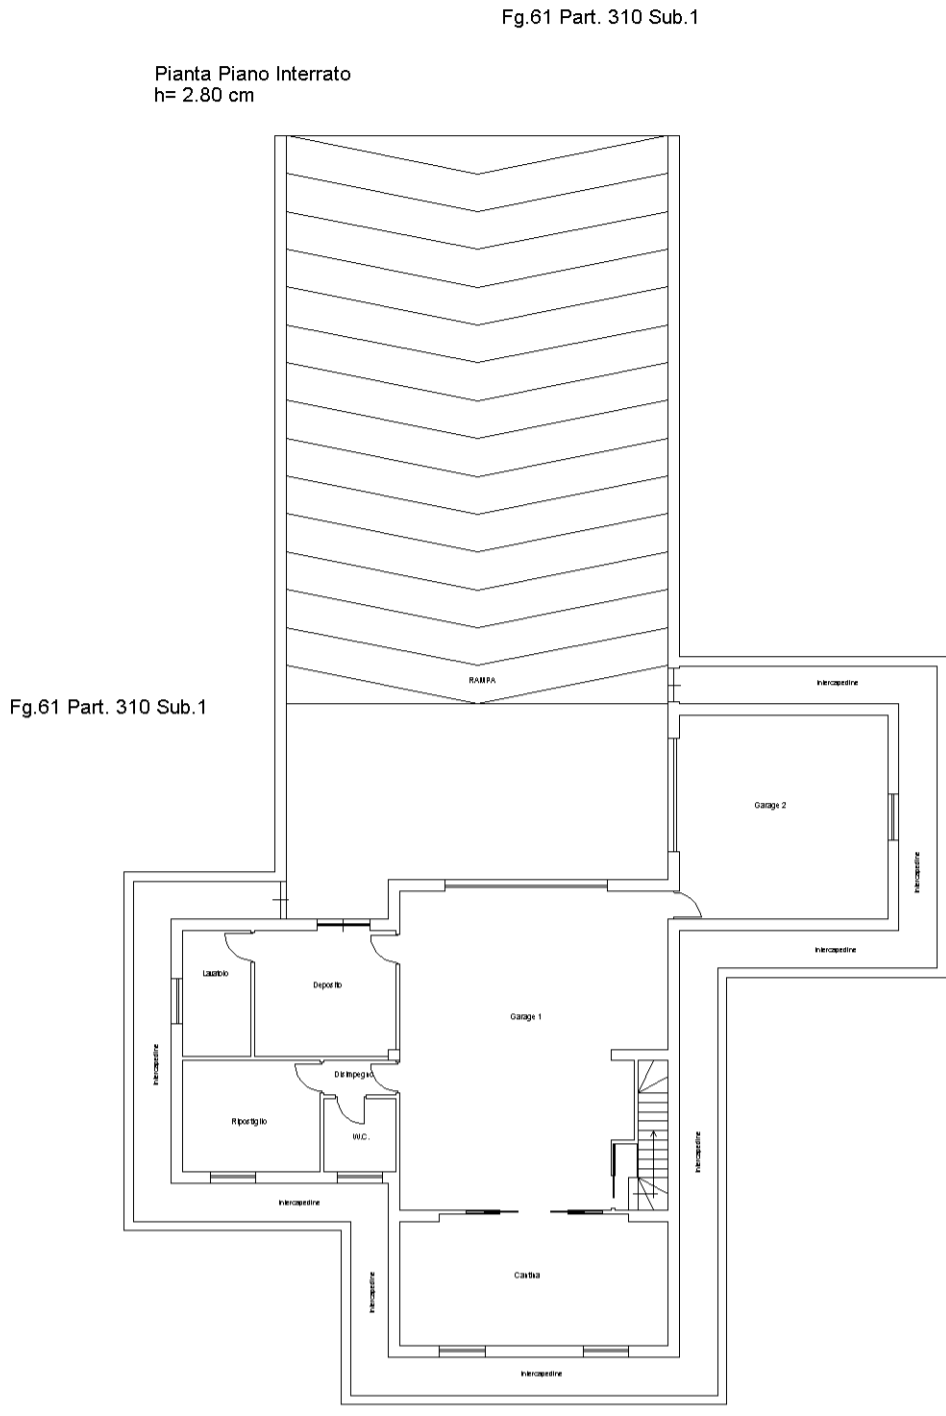 Fg.61 Part. 310 Sub.1
Pianta Piano Interrato
h= 2.80 cm
RAMPA
Intercapedine
Fg.61 Part. 310 Sub.1
Garage 2
Intercapedine
Intercapedine
Lavatoio
Deposito
Garage 1
Intercapedine
Disimpegno
Ripostiglio
W.C.
Intercapedine
Intercapedine
Cantina
Intercapedine
Intercapedine